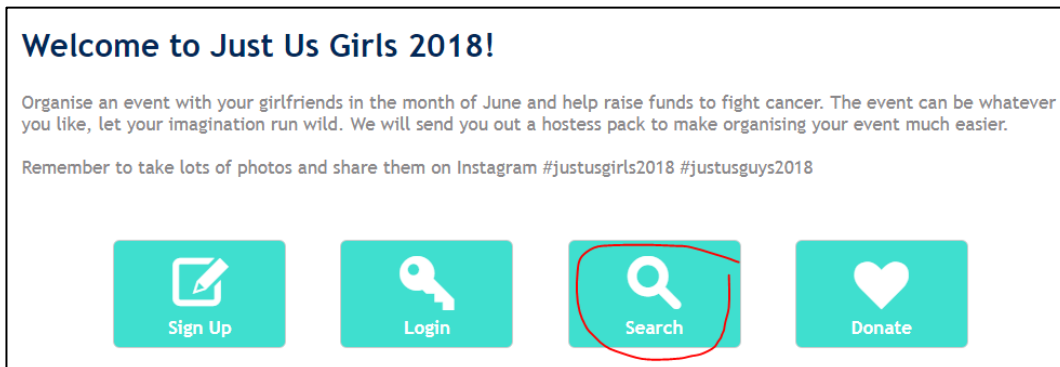 Welcome to Just Us Girls 2018!
Organise an event with your girlfriends in the month of June and help raise funds to fight cancer. The event can be whatever
you like, let your imagination run wild. We will send you out a hostess pack to make organising your event much easier.
Remember to take lots of photos and share them on Instagram #justusgirls2018 #justusguys2018
Sign Up
Login
Search
Donate